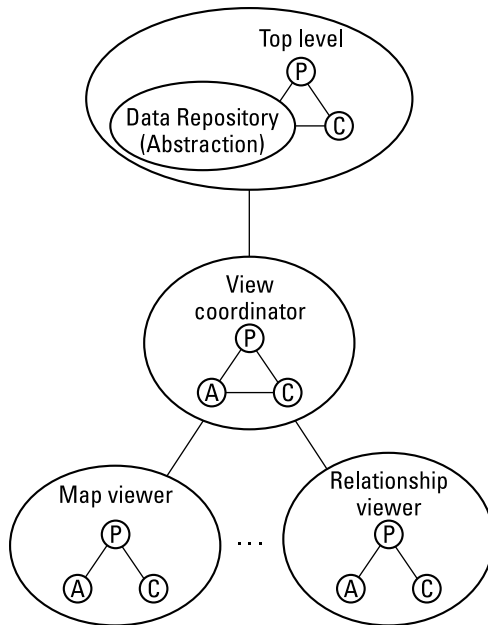 Top level
P
Data Repository
(Abstraction)
C
View
coordinator
P
A
C
Map viewer
P
A
C
...
Relationship
viewer
P
A
C